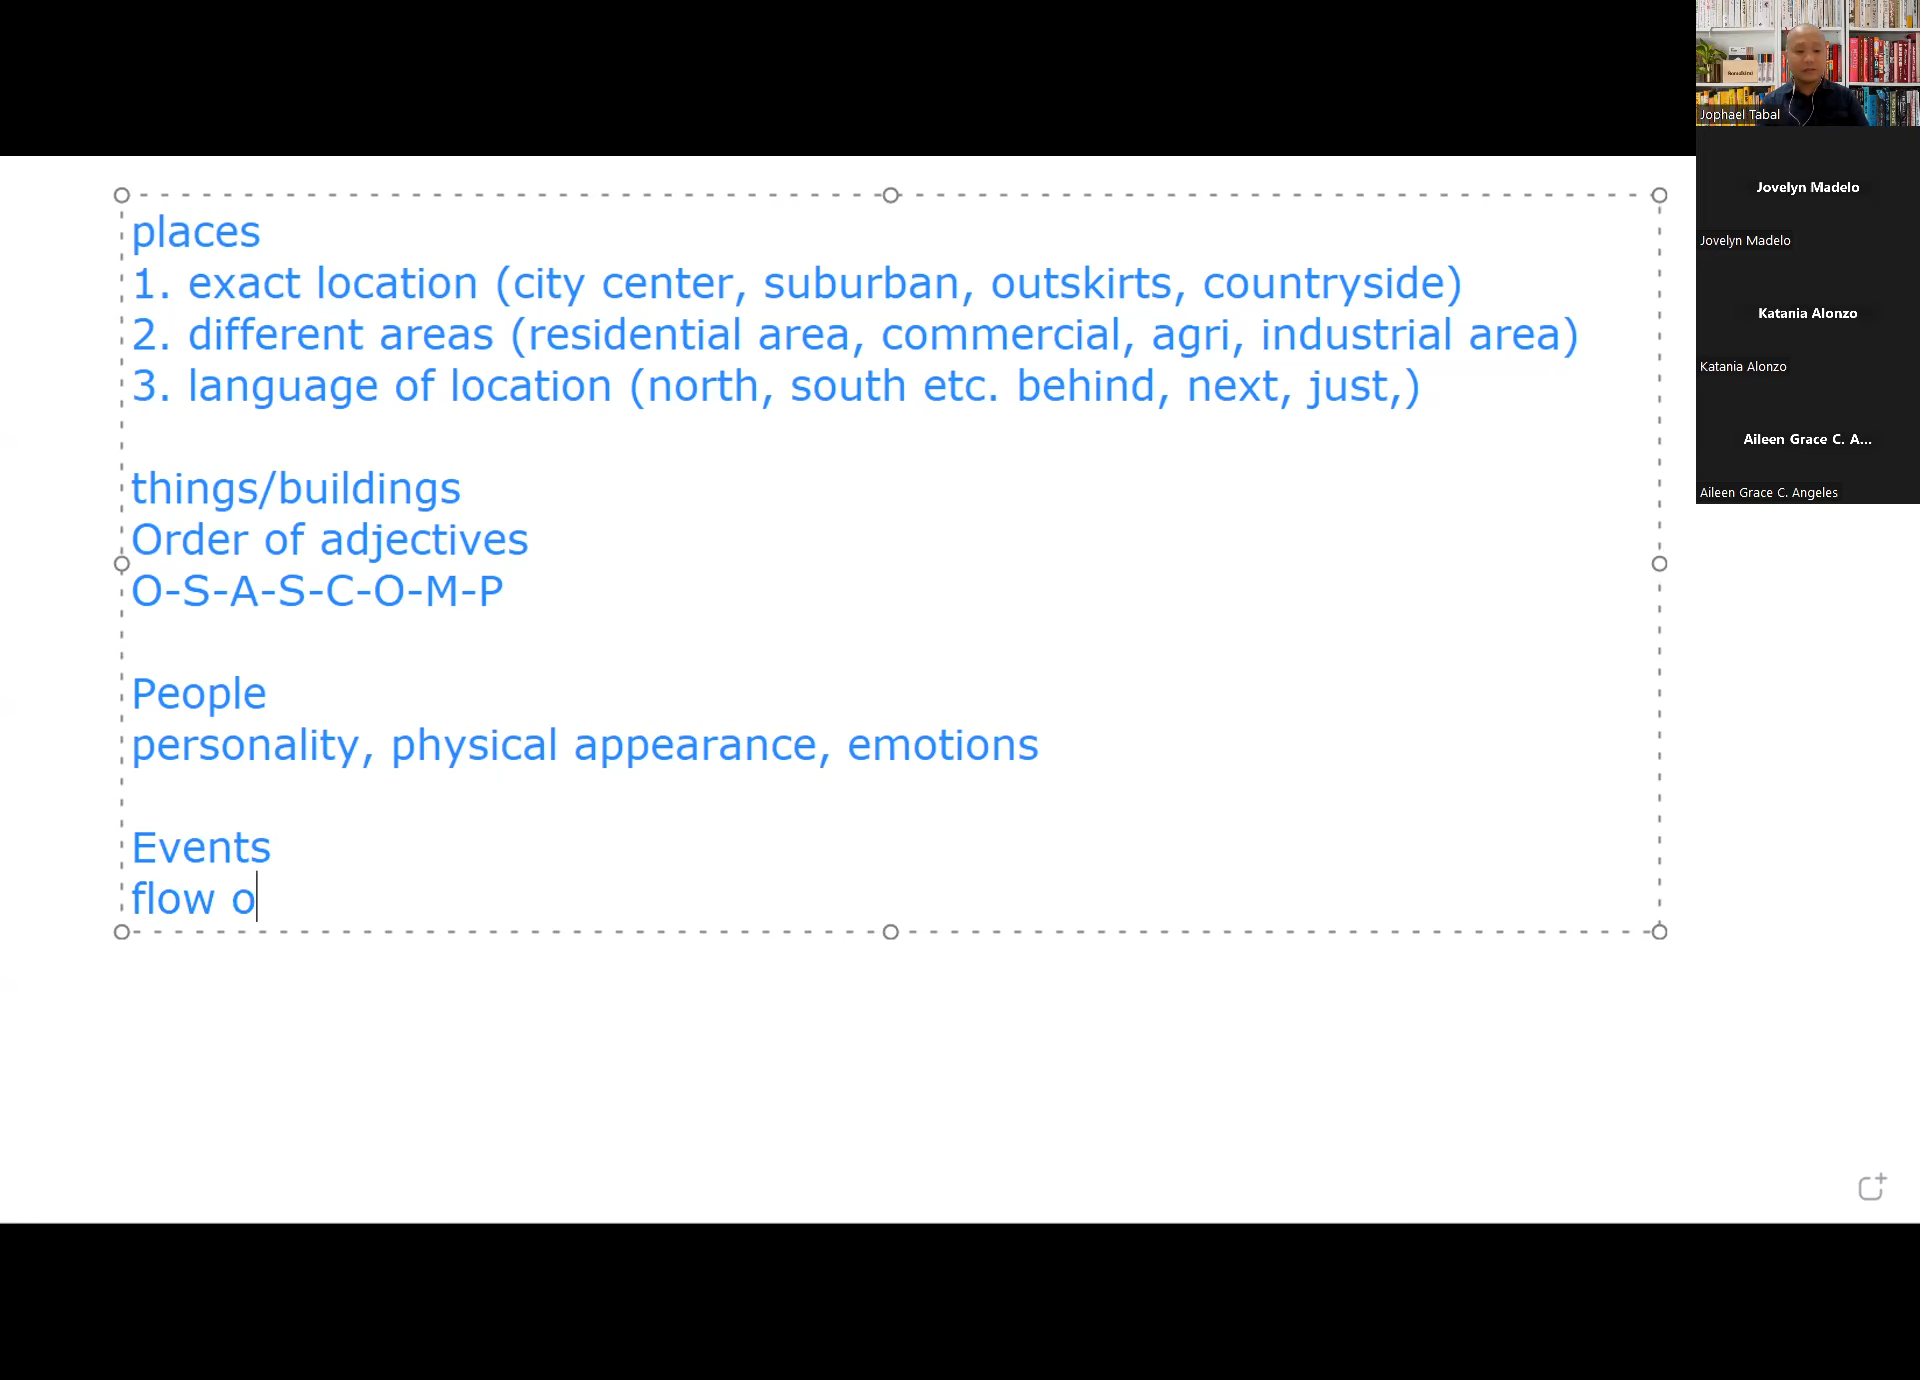 places
1. exact location (city center, suburban, outskirts, countryside)
2. different areas (residential area, commercial, agri, industrial area)
3. language of location (north, south etc. behind, next, just,)
things/buildings
Order of adjectives
O-S-A-S-C-O-M-P
People
personality, physical appearance, emotions
Events
flow o
Jophael Tabal
Jovelyn Madelo
Jovelyn Madelo
Katania Alonzo
Katania Alonzo
Aileen Grace C. A...
Aileen Grace C. Angeles